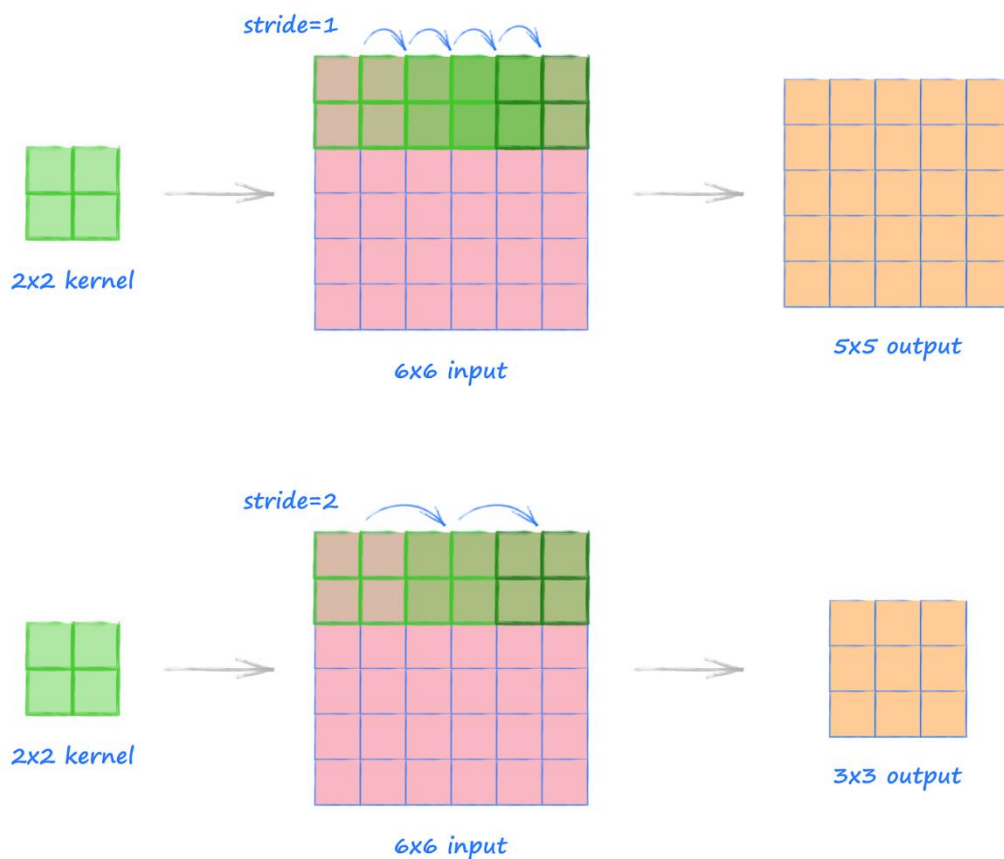 stride=1
2x2 kernel
6x6 input
5x5 output
stride=2
2x2 kernel
6x6 input
3x3 output